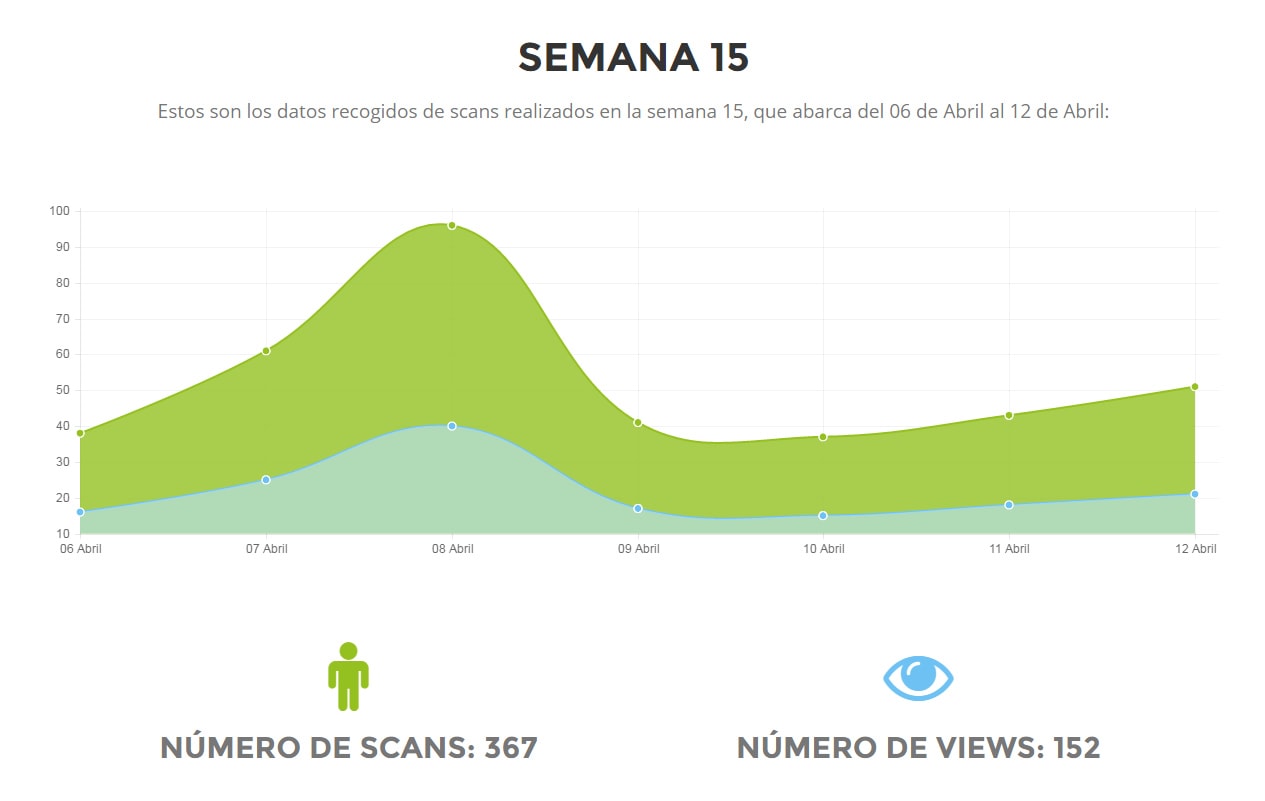 SEMANA 15
Estos son los datos recogidos de scans realizados en la semana 15, que abarca del 06 de Abril al 12 de Abril:
100
90
80
70
60
50
40
30
20
10
06 Abril 07 Abril 08 Abril 09 Abril 10 Abril 11 Abril 12 Abril
NÚMERO DE SCANS: 367 NÚMERO DE VIEWS: 152